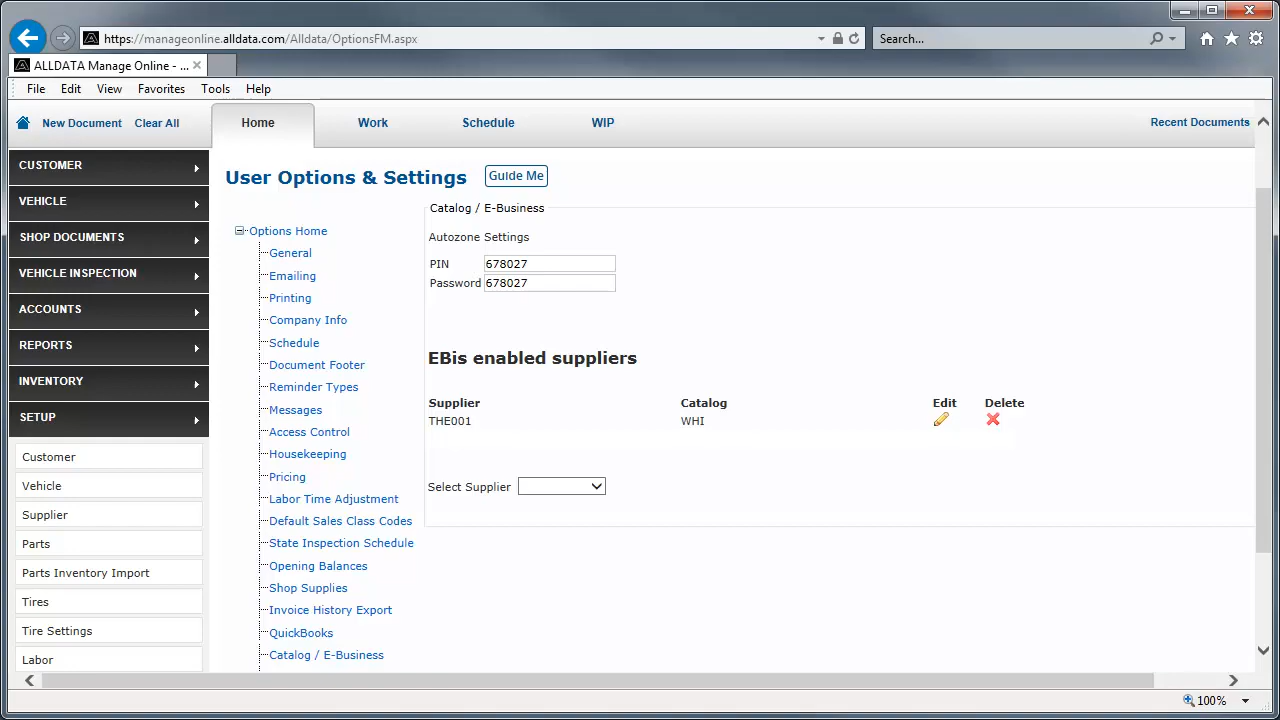 https://manageonline.alldata.com/Alldata/OptionsFM.aspx
Search...
ALLDATA Manage Online - ...
File Edit View Favorites Tools Help
New Document Clear All Home Work Schedule WIP Recent Documents
CUSTOMER
VEHICLE
SHOP DOCUMENTS
VEHICLE INSPECTION
ACCOUNTS
REPORTS
INVENTORY
SETUP
Customer
Vehicle
Supplier
Parts
Parts Inventory Import
Tires
Tire Settings
Labor
User Options & Settings Guide Me
Options Home
General
Emailing
Printing
Company Info
Schedule
Document Footer
Reminder Types
Messages
Access Control
Housekeeping
Pricing
Labor Time Adjustment
Default Sales Class Codes
State Inspection Schedule
Opening Balances
Shop Supplies
Invoice History Export
QuickBooks
Catalog / E-Business
Catalog / E-Business
Autozone Settings
PIN 678027
Password 678027
EBis enabled suppliers
Supplier Catalog Edit Delete
THE001 WHI
Select Supplier
100%